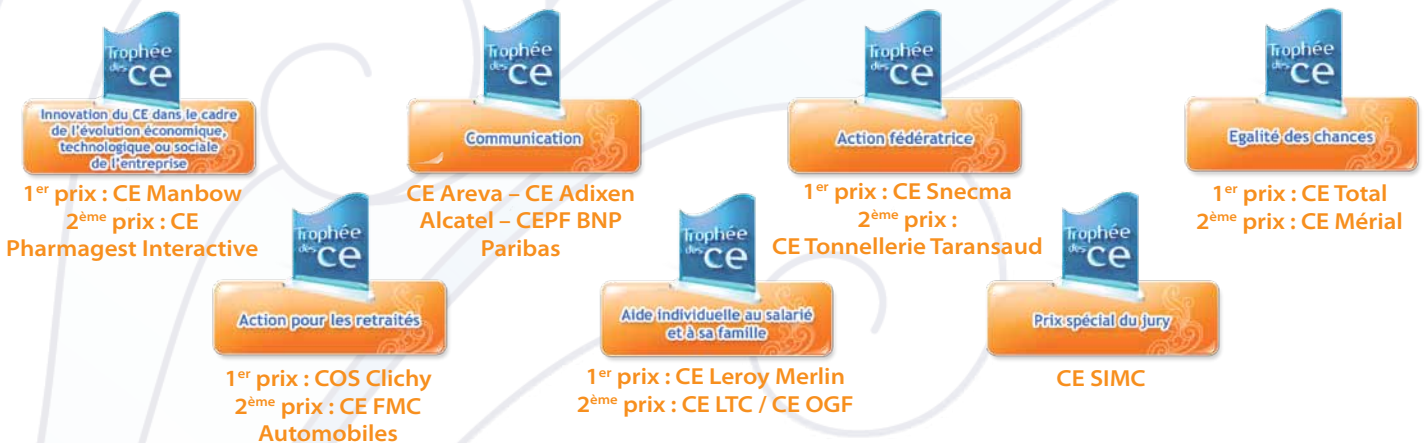 Trophée
des ce
Innovation du CE dans le cadre
de l'évolution économique,
technologique ou sociale
de l'entreprise
1er prix : CE Manbow
2ème prix : CE
Pharmagest Interactive
Trophée
des ce
Communication
CE Areva – CE Adixen
Alcatel – CEPF BNP
Paribas
Trophée
des ce
Action fédératrice
1er prix : CE Snecma
2ème prix :
CE Tonnellerie Taransaud
Trophée
des ce
Egalité des chances
1er prix : CE Total
2ème prix : CE Mérial
Trophée
des ce
Action pour les retraités
1er prix : COS Clichy
2ème prix : CE FMC
Automobiles
Trophée
des ce
Aide individuelle au salarié
et à sa famille
1er prix : CE Leroy Merlin
2ème prix : CE LTC / CE OGF
Trophée
des ce
Prix spécial du jury
CE SIMC